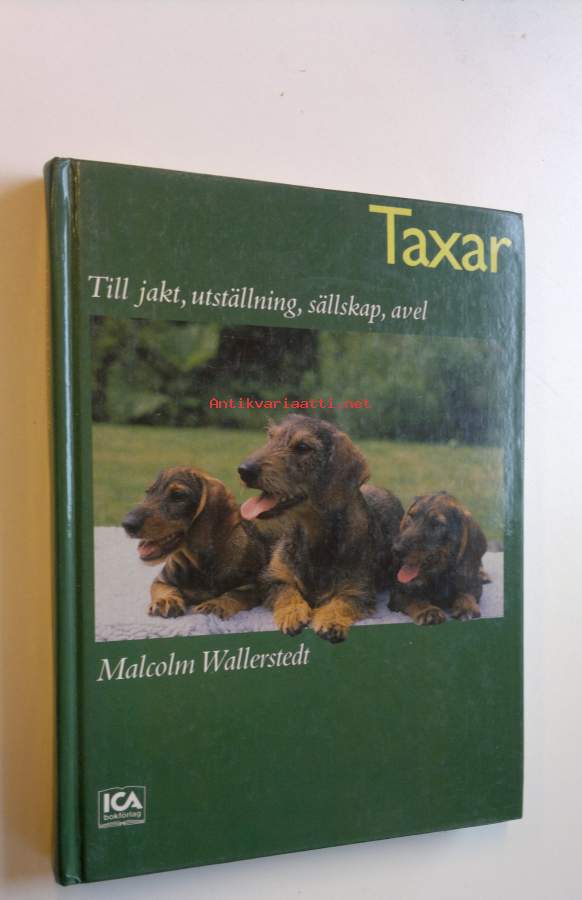 Taxar
Till jakt, utställning, sällskap, avel
Antikvariaatti.net
Malcolm Wallerstedt
ICA
bokförlag